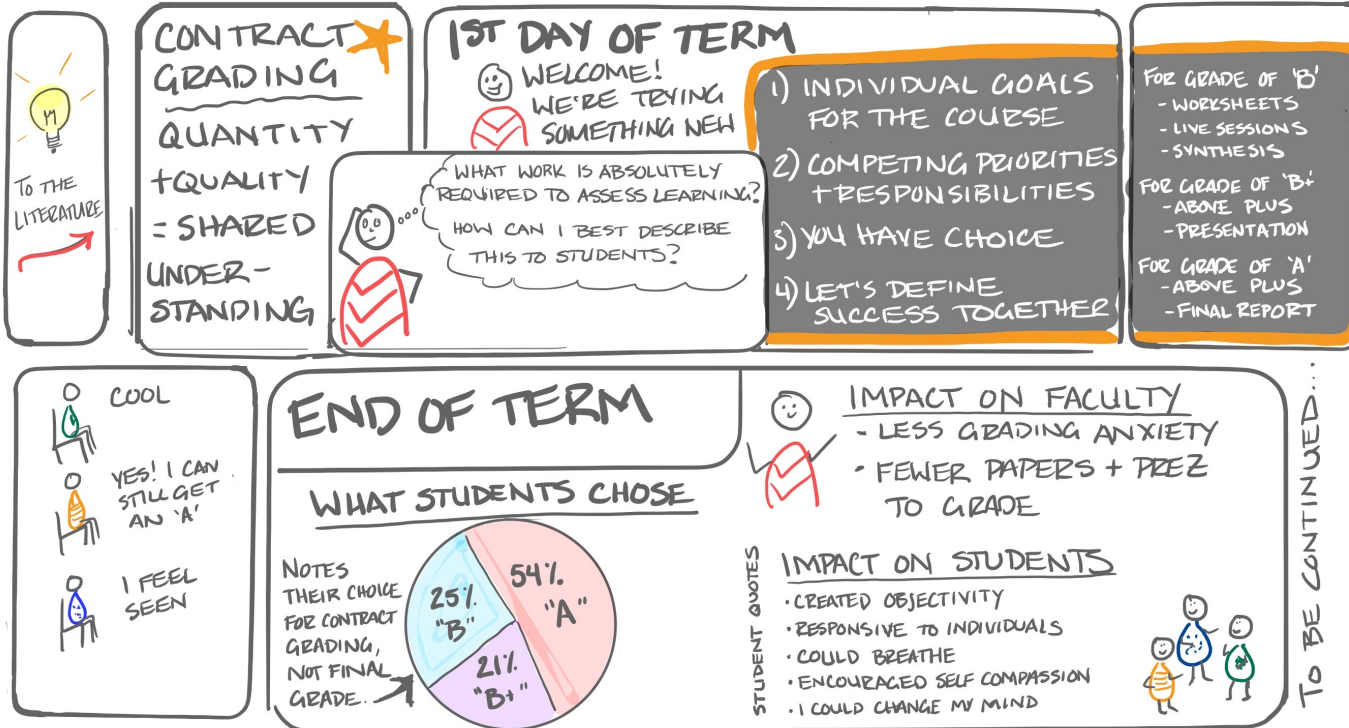 TO THE
LITERATURE
CONTRACT
GRADING
QUANTITY
+QUALITY
= SHARED
UNDER-
STANDING
1ST DAY OF TERM
WELCOME!
WE'RE TRYING
SOMETHING NEW
WHAT WORK IS ABSOLUTELY
REQUIRED TO ASSESS LEARNING?
HOW CAN I BEST DESCRIBE
THIS TO STUDENTS?
1) INDIVIDUAL GOALS
FOR THE COURSE
2) COMPETING PRIORITIES
+ RESPONSIBILITIES
3) YOU HAVE CHOICE
4) LET'S DEFINE
SUCCESS TOGETHER
FOR GRADE OF 'B'
- WORKSHEETS
- LIVE SESSIONS
- SYNTHESIS
FOR GRADE OF 'B+'
- ABOVE PLUS
- PRESENTATION
FOR GRADE OF 'A'
- ABOVE PLUS
- FINAL REPORT
COOL
YES! I CAN
STILL GET
AN 'A'
I FEEL
SEEN
END OF TERM
WHAT STUDENTS CHOSE
NOTES
THEIR CHOICE
FOR CONTRACT
GRADING,
NOT FINAL
GRADE.
25%
"B"
54%
"A"
21%
"B+"
IMPACT ON FACULTY
- LESS GRADING ANXIETY
· FEWER PAPERS + PREZ
TO GRADE
STUDENT QUOTES
IMPACT ON STUDENTS
· CREATED OBJECTIVITY
· RESPONSIVE TO INDIVIDUALS
· COULD BREATHE
· ENCOURAGED SELF COMPASSION
· I COULD CHANGE MY MIND
TO BE CONTINUED...